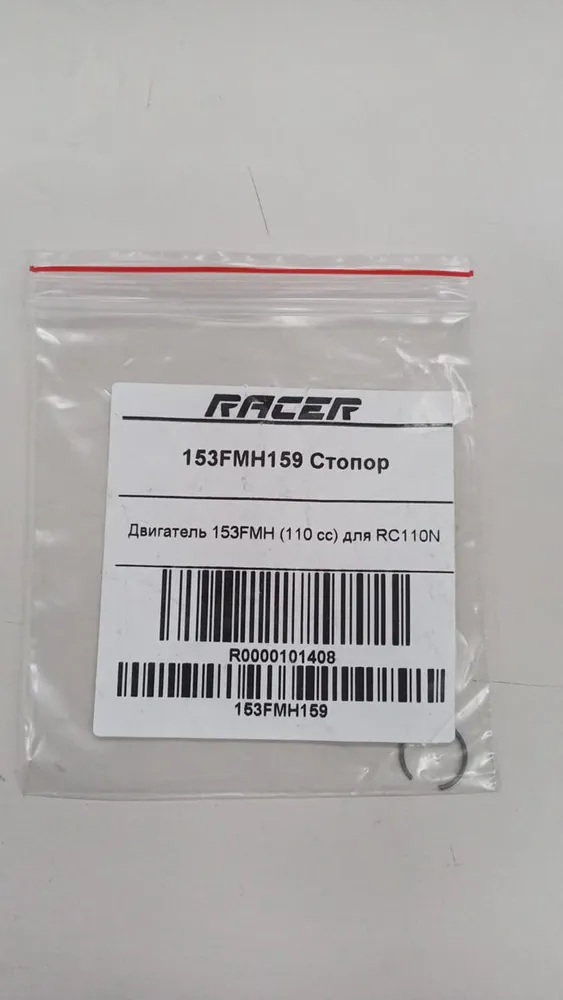 RACER
153FMH159 Стопор
Двигатель 153FMH (110 cc) для RC110N
R0000101408
153FMH159